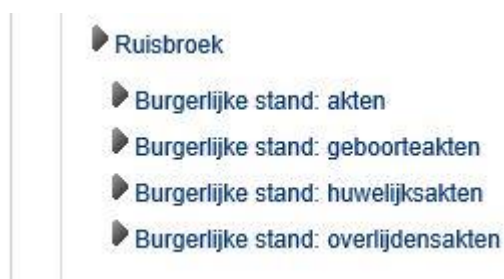 Ruisbroek
Burgerlijke stand: akten
Burgerlijke stand: geboorteakten
Burgerlijke stand: huwelijksakten
Burgerlijke stand: overlijdensakten